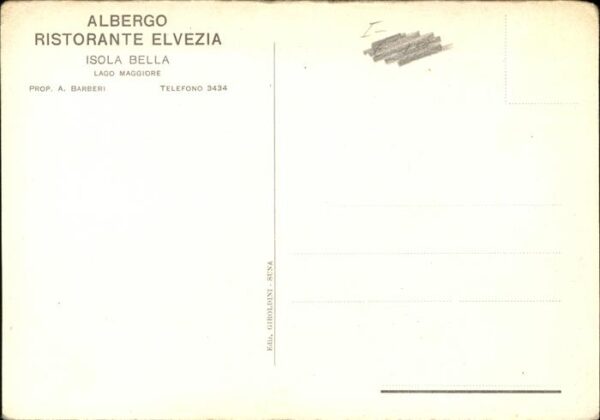 ALBERGO
RISTORANTE ELVEZIA
ISOLA BELLA
LAGO MAGGIORE
PROP. A. BARBERI TELEFONO 3434
Ediz. GIROLDINI - SUNA